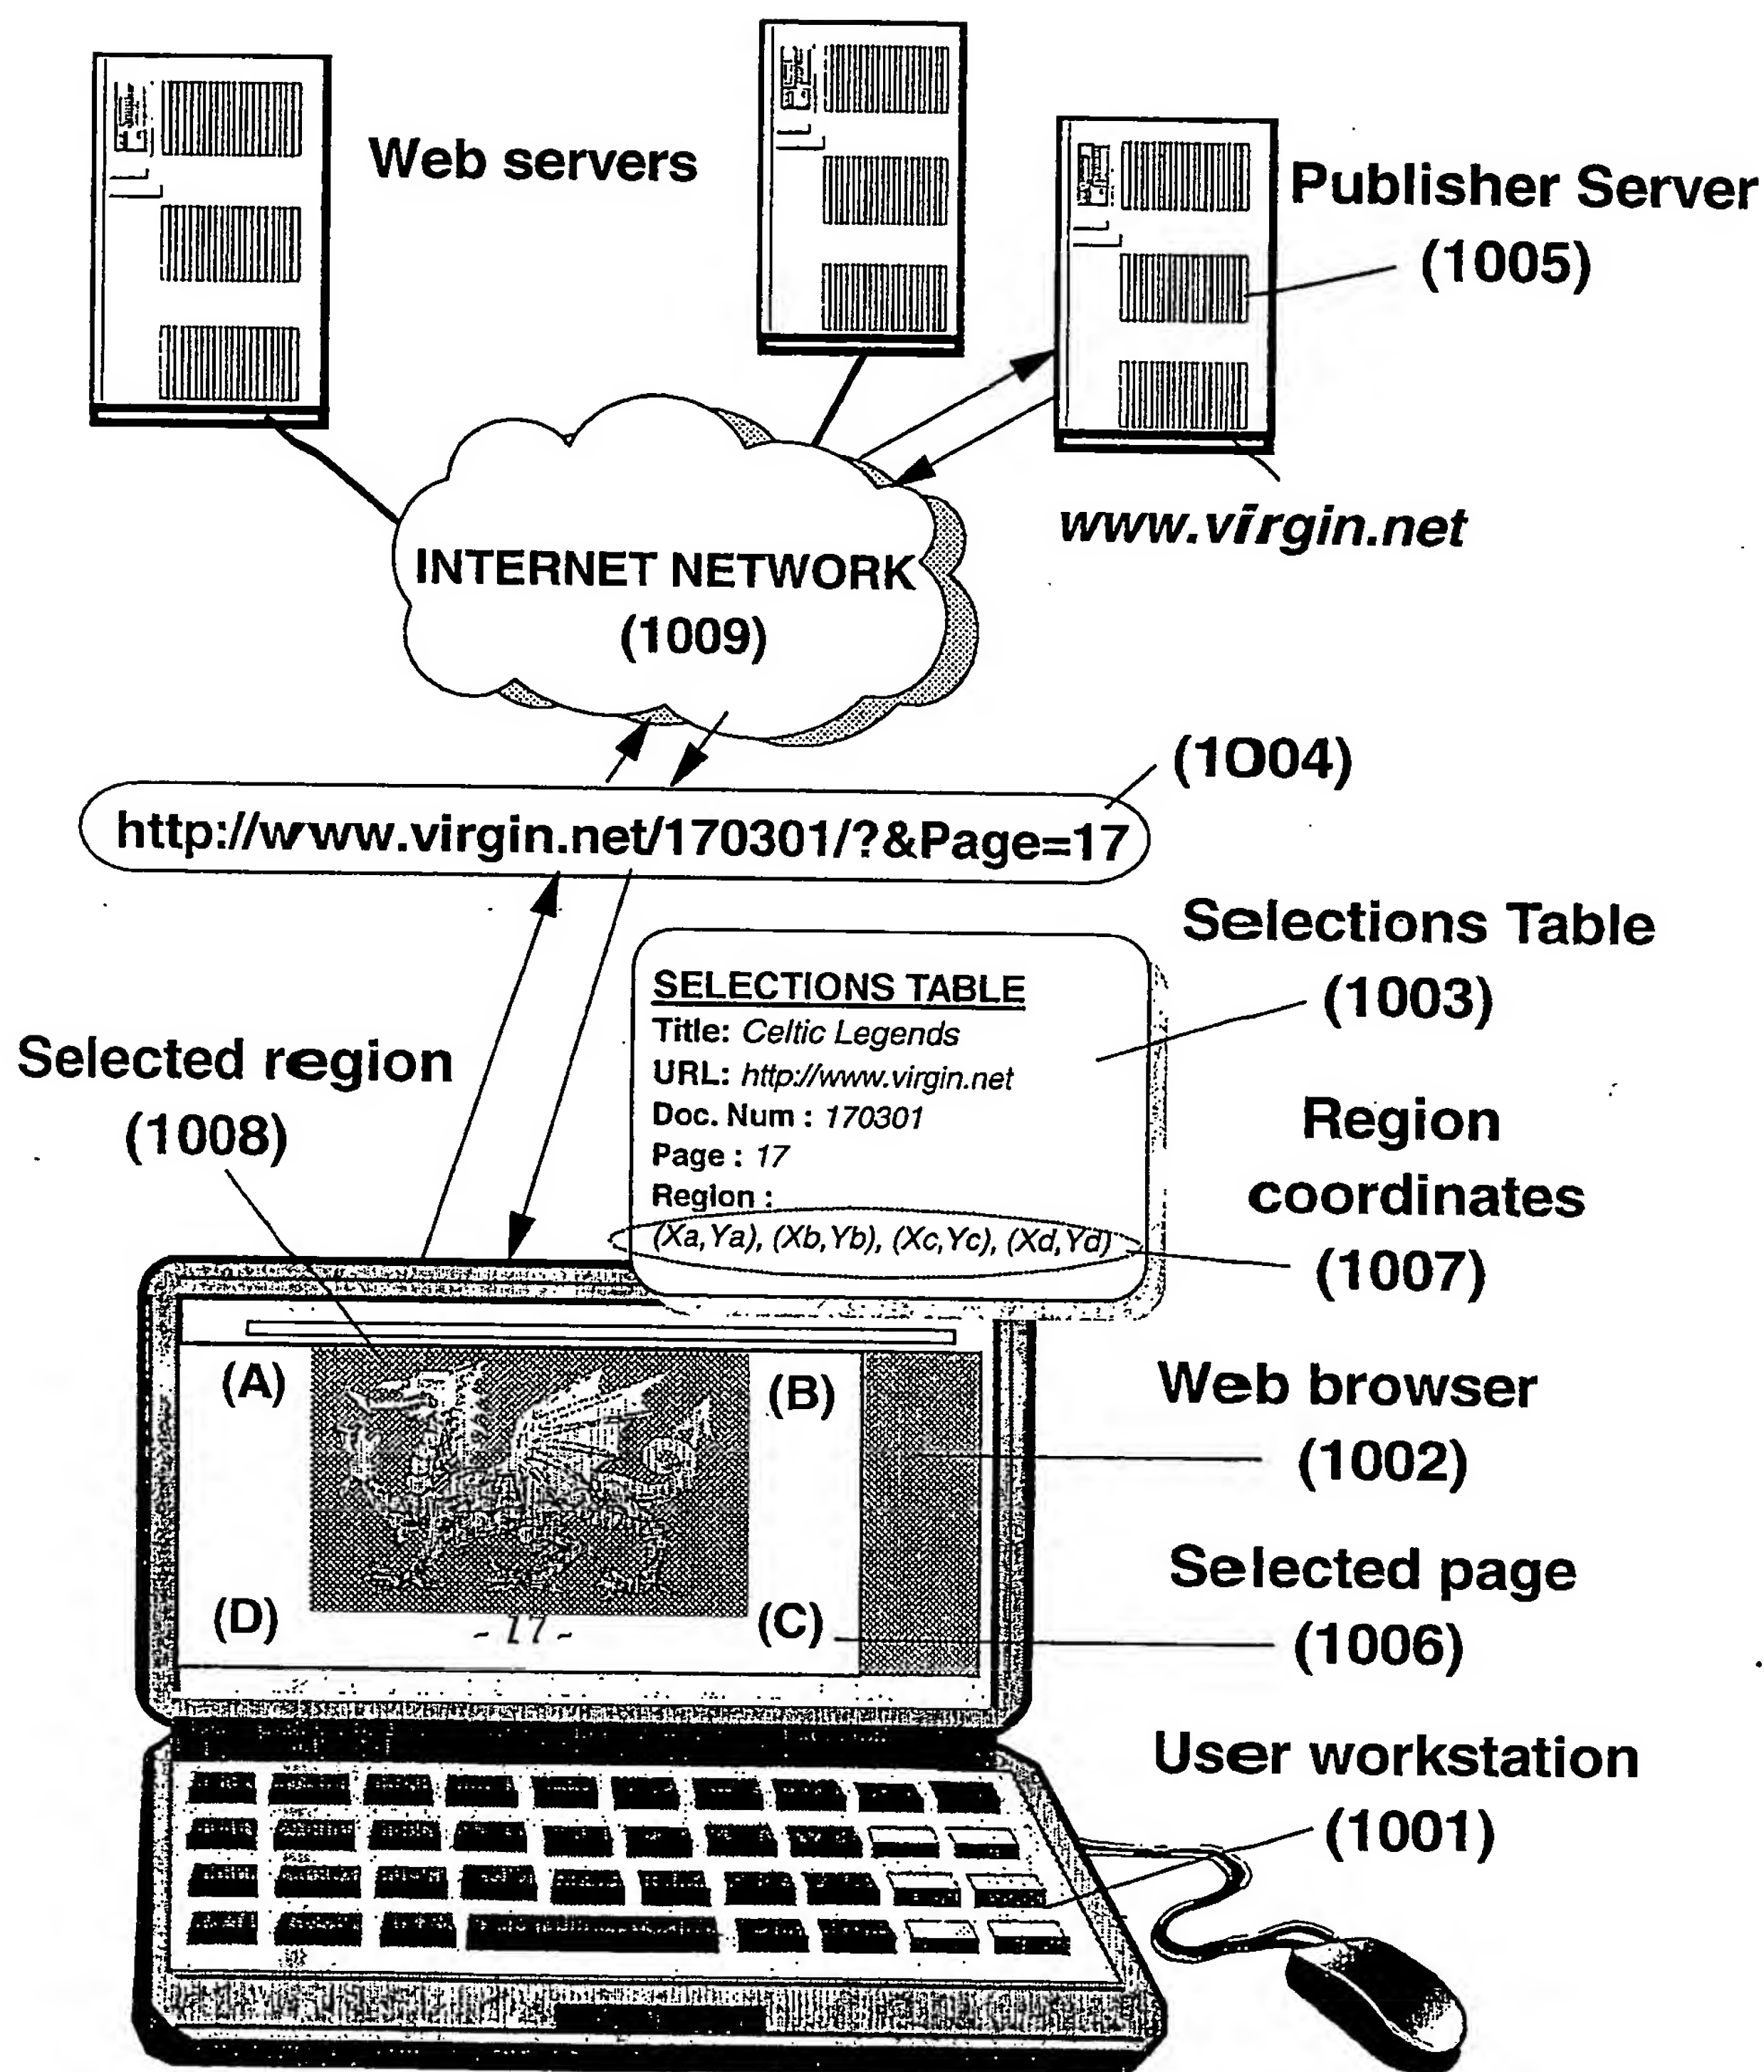 Web servers
Publisher Server
(1005)
www.virgin.net
INTERNET NETWORK
(1009)
(1004)
http://www.virgin.net/170301/?&Page=17
Selections Table
(1003)
SELECTIONS TABLE
Title: Celtic Legends
URL: http://www.virgin.net
Doc. Num : 170301
Page : 17
Region :
(Xa,Ya), (Xb,Yb), (Xc,Yc), (Xd,Yd)
Selected region
(1008)
Region
coordinates
(1007)
(A)
(B)
Web browser
(1002)
Selected page
(1006)
(D)
- 17 -
(C)
User workstation
(1001)